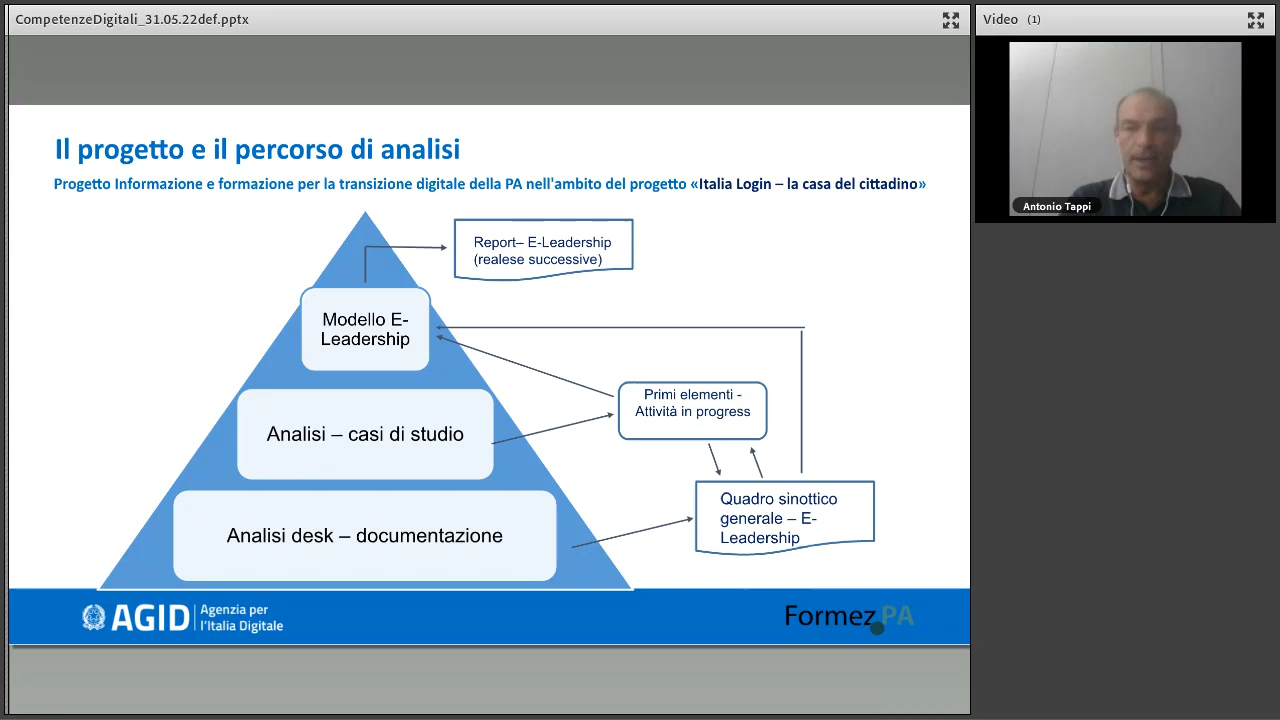 CompetenzeDigitali_31.05.22def.pptx
Video (1)
Antonio Tappi
Il progetto e il percorso di analisi
Progetto Informazione e formazione per la transizione digitale della PA nell'ambito del progetto «Italia Login – la casa del cittadino»
Report– E-Leadership
(realese successive)
Modello E-
Leadership
Primi elementi -
Attività in progress
Analisi – casi di studio
Quadro sinottico
generale – E-
Leadership
Analisi desk – documentazione
AGID
Agenzia per
l'Italia Digitale
Formez PA